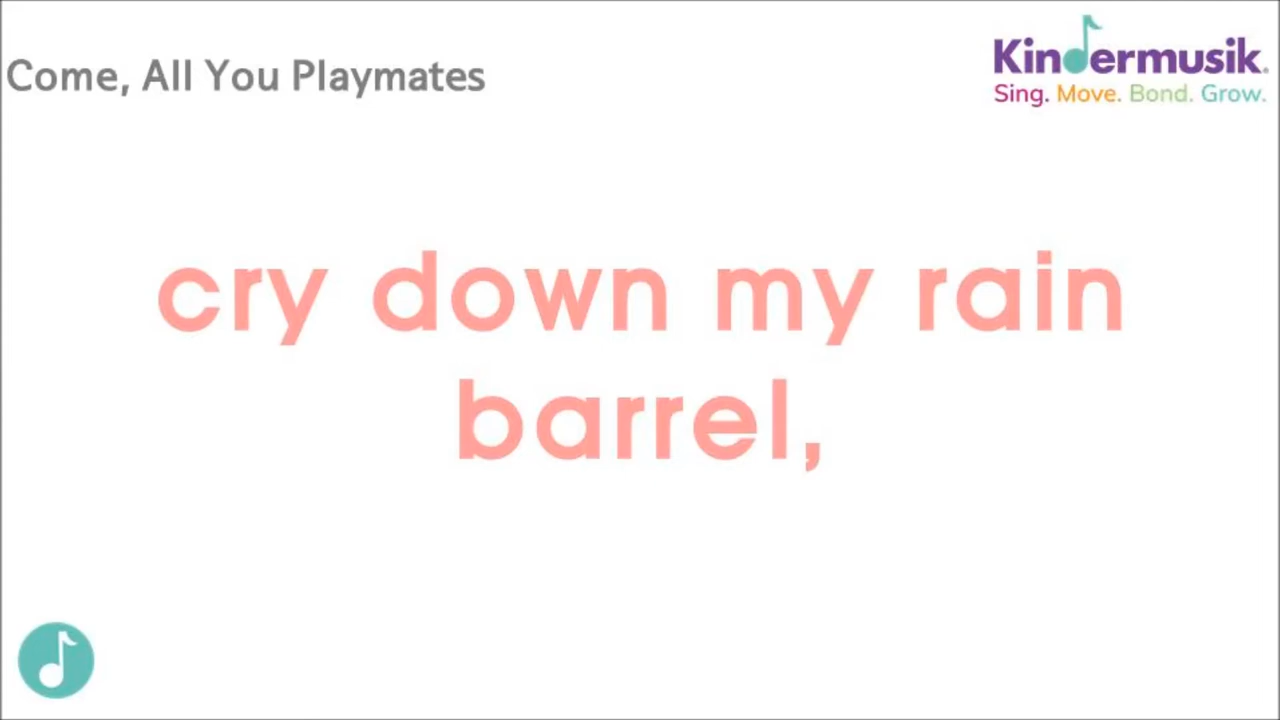 Come, All You Playmates
Kindermusik®
Sing. Move. Bond. Grow.
cry down my rain
barrel,